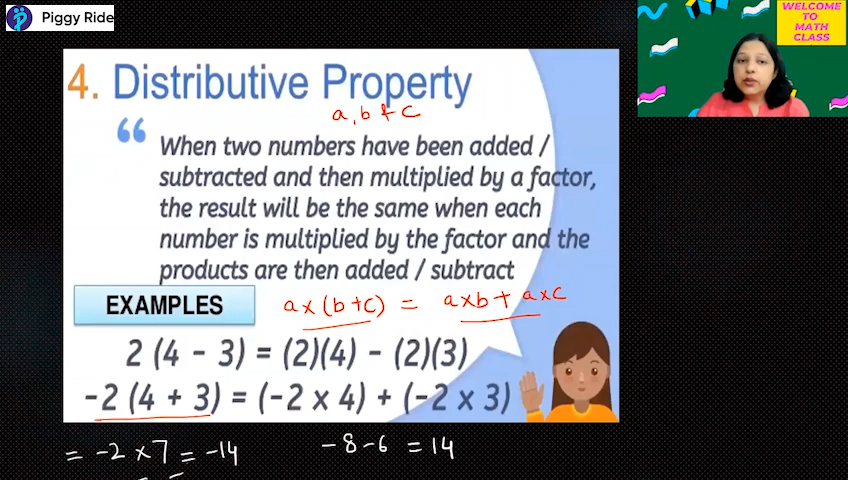 Piggy Ride
WELCOME
TO
MATH
CLASS
4. Distributive Property
a, b & c
“ When two numbers have been added /
subtracted and then multiplied by a factor,
the result will be the same when each
number is multiplied by the factor and the
products are then added / subtract
EXAMPLES
a×(b+c) = a×b + a×c
2 (4 - 3) = (2)(4) - (2)(3)
-2 (4 + 3) = (-2 x 4) + (-2 x 3)
= -2 × 7 = -14 -8-6 = 14